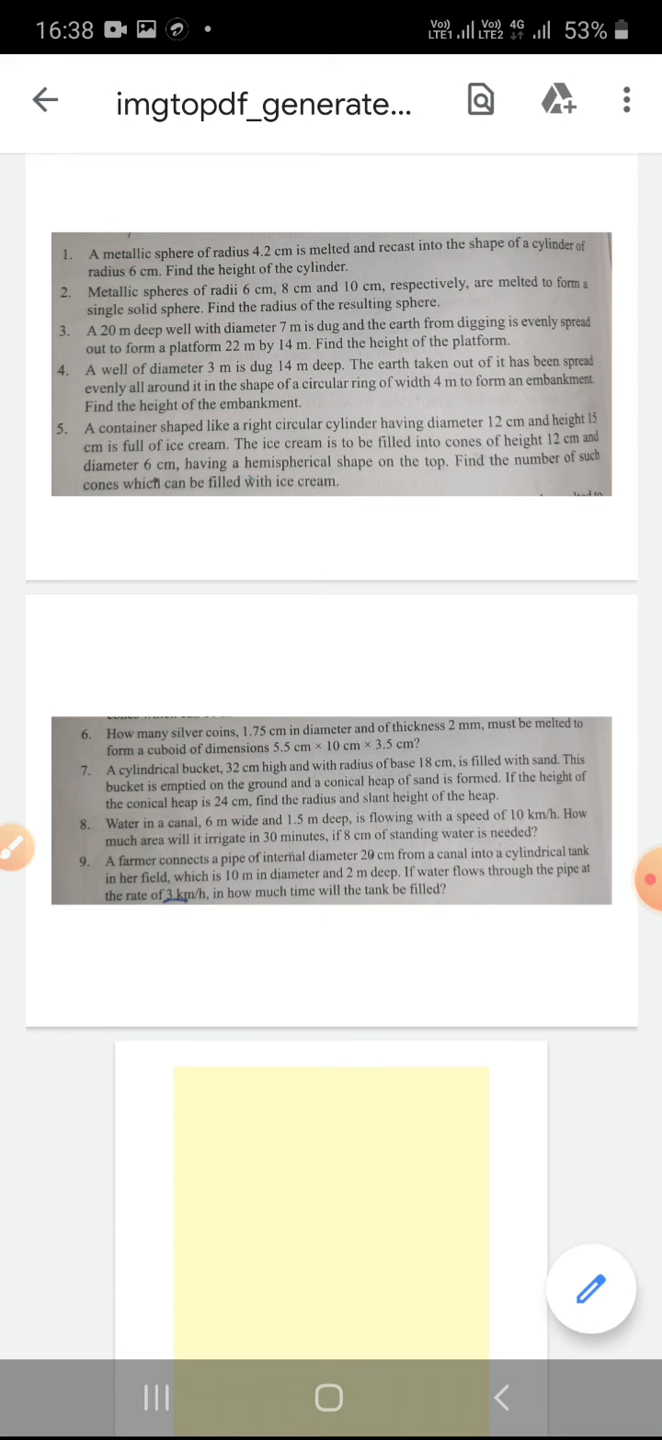 16:38
Vo)) LTE1 Vo)) LTE2 4G 53%
imgtopdf_generate...
1. A metallic sphere of radius 4.2 cm is melted and recast into the shape of a cylinder of
radius 6 cm. Find the height of the cylinder.
2. Metallic spheres of radii 6 cm, 8 cm and 10 cm, respectively, are melted to form a
single solid sphere. Find the radius of the resulting sphere.
3. A 20 m deep well with diameter 7 m is dug and the earth from digging is evenly spread
out to form a platform 22 m by 14 m. Find the height of the platform.
4. A well of diameter 3 m is dug 14 m deep. The earth taken out of it has been spread
evenly all around it in the shape of a circular ring of width 4 m to form an embankment.
Find the height of the embankment.
5. A container shaped like a right circular cylinder having diameter 12 cm and height 15
cm is full of ice cream. The ice cream is to be filled into cones of height 12 cm and
diameter 6 cm, having a hemispherical shape on the top. Find the number of such
cones which can be filled with ice cream.
6. How many silver coins, 1.75 cm in diameter and of thickness 2 mm, must be melted to
form a cuboid of dimensions 5.5 cm × 10 cm × 3.5 cm?
7. A cylindrical bucket, 32 cm high and with radius of base 18 cm, is filled with sand. This
bucket is emptied on the ground and a conical heap of sand is formed. If the height of
the conical heap is 24 cm, find the radius and slant height of the heap.
8. Water in a canal, 6 m wide and 1.5 m deep, is flowing with a speed of 10 km/h. How
much area will it irrigate in 30 minutes, if 8 cm of standing water is needed?
9. A farmer connects a pipe of internal diameter 20 cm from a canal into a cylindrical tank
in her field, which is 10 m in diameter and 2 m deep. If water flows through the pipe at
the rate of 3 km/h, in how much time will the tank be filled?